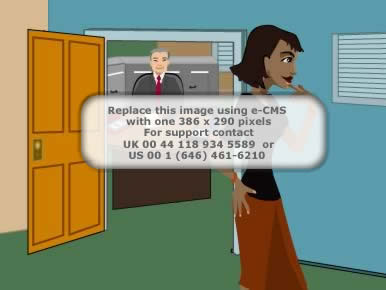 Replace this image using e-CMS
with one 386 x 290 pixels
For support contact
UK 00 44 118 934 5589 or
US 00 1 (646) 461-6210